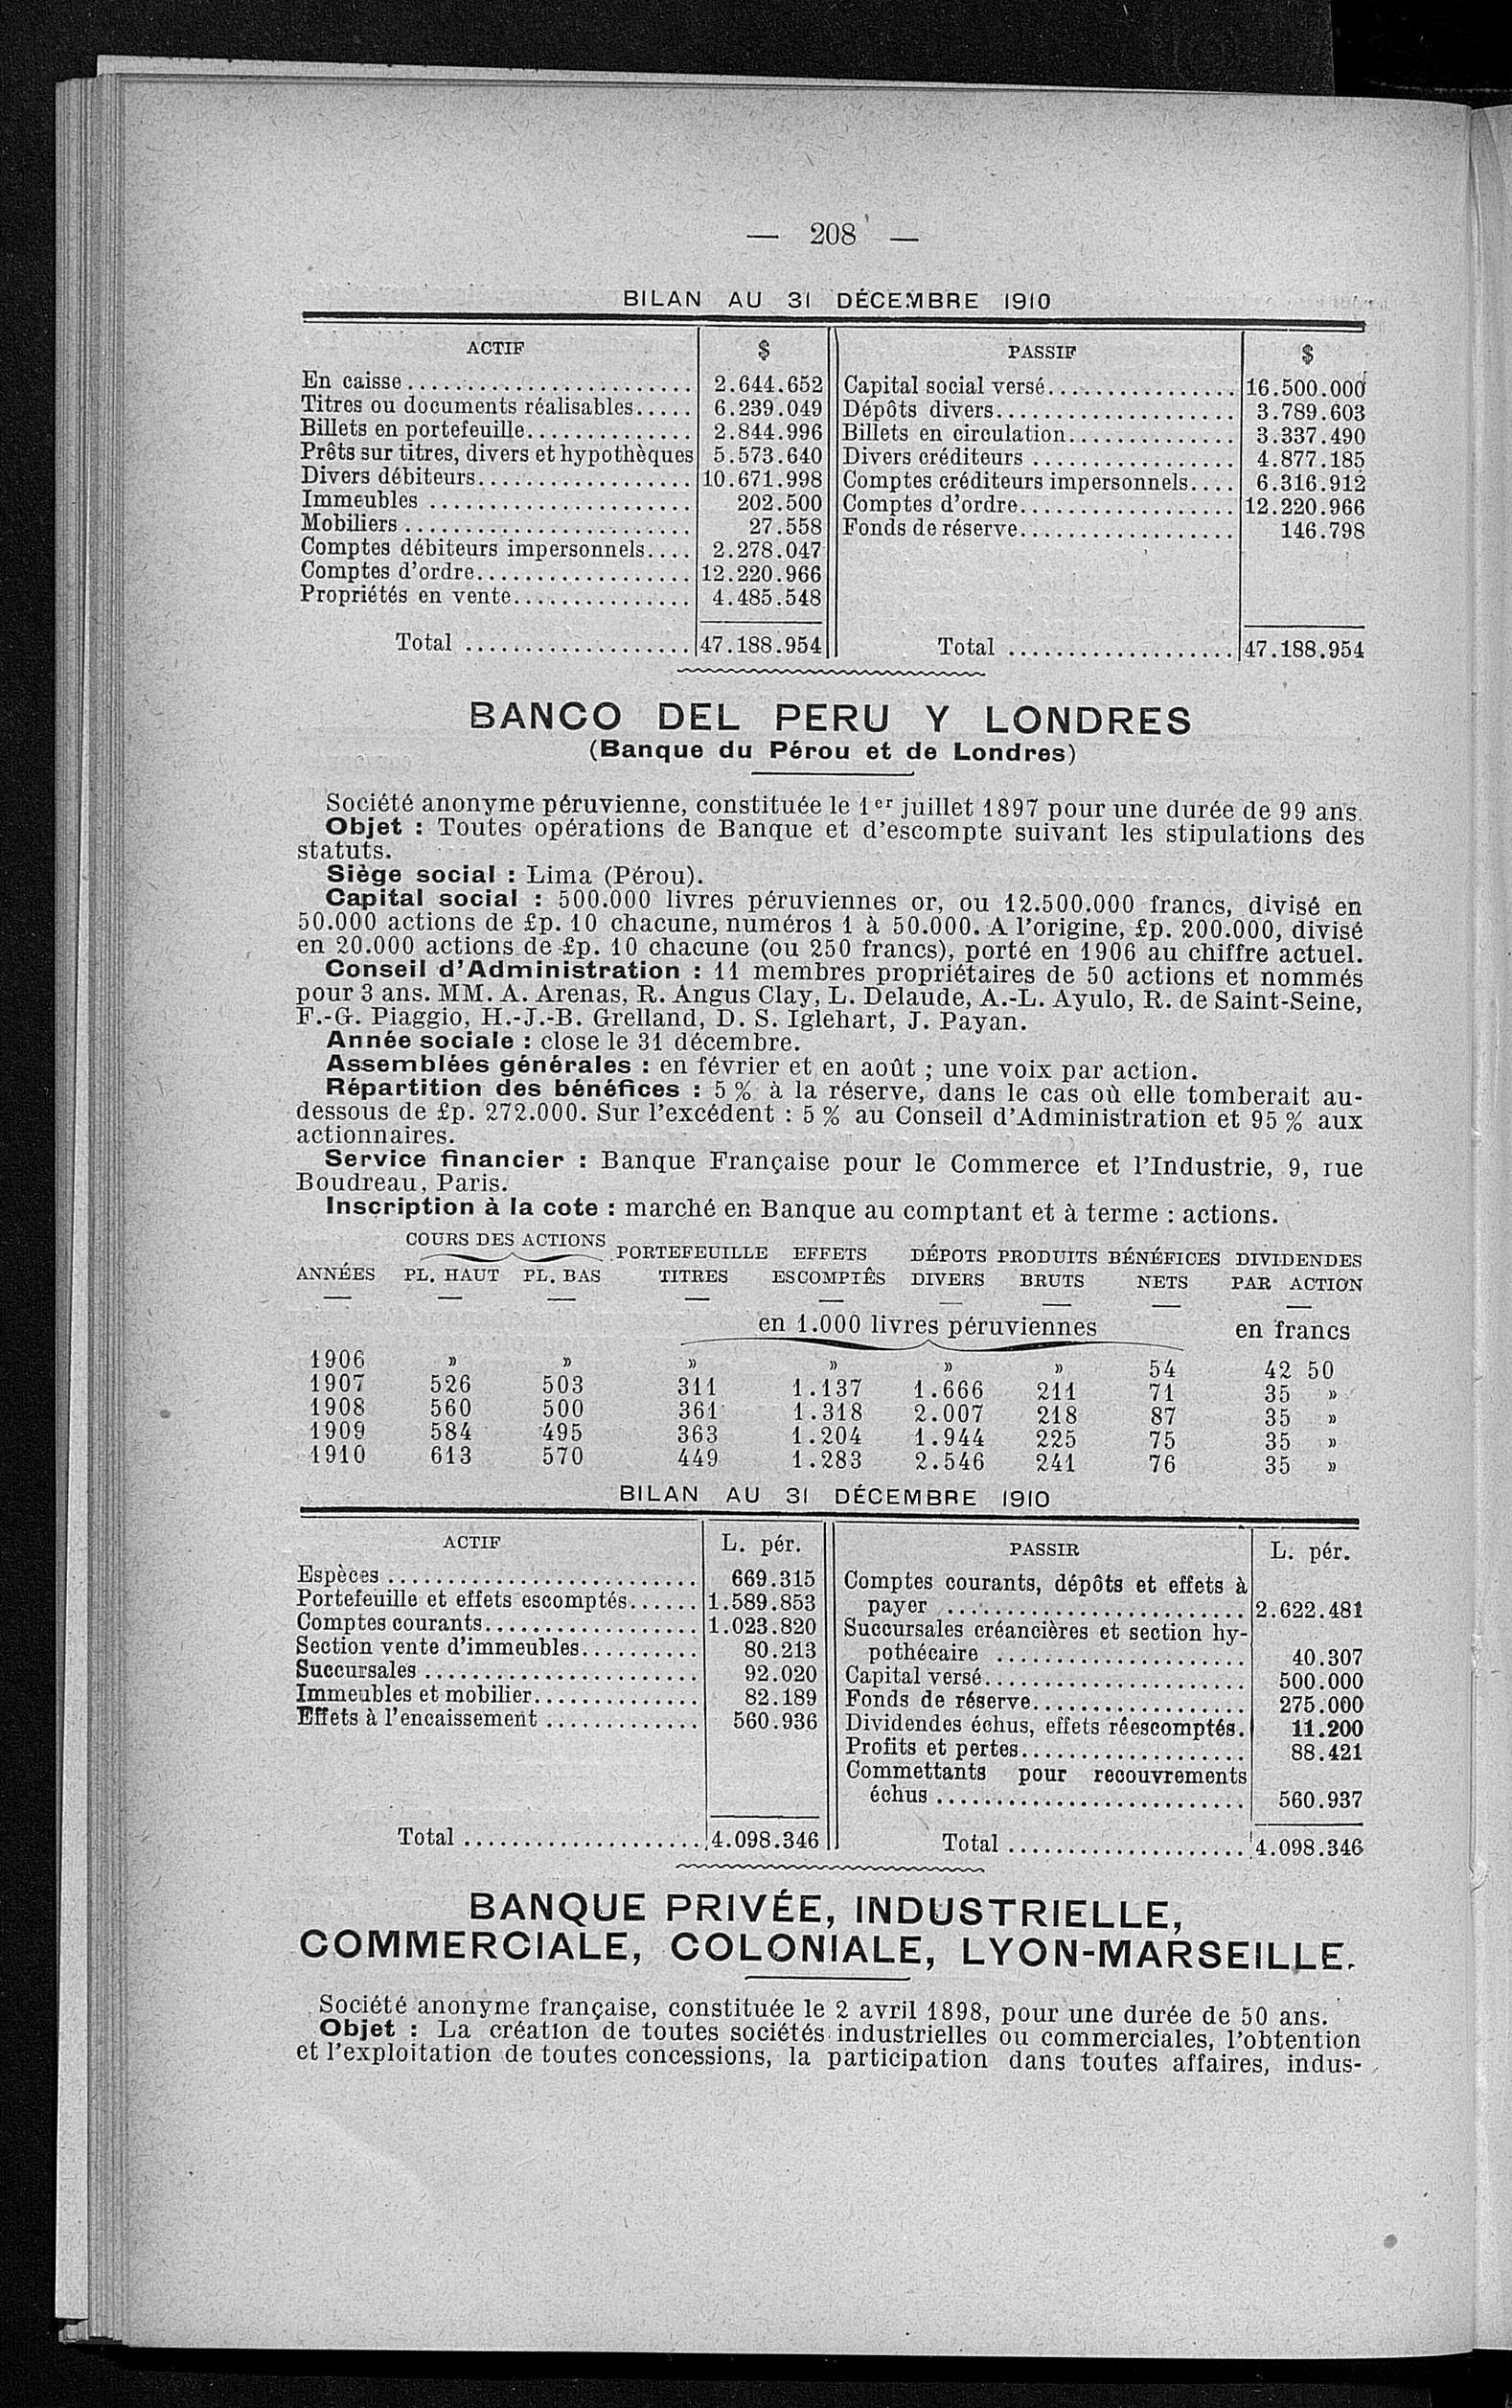 — 208 —
BILAN AU 31 DÉCEMBRE 1910
ACTIF $ PASSIF $
En caisse........................ 2.644.652 Capital social versé................ 16.500.000
Titres ou documents réalisables..... 6.239.049 Dépôts divers.................... 3.789.603
Billets en portefeuille.............. 2.844.996 Billets en circulation.............. 3.337.490
Prêts sur titres, divers et hypothèques 5.573.640 Divers créditeurs ................. 4.877.185
Divers débiteurs.................. 10.671.998 Comptes créditeurs impersonnels.... 6.316.912
Immeubles ...................... 202.500 Comptes d'ordre.................. 12.220.966
Mobiliers ........................ 27.558 Fonds de réserve.................. 146.798
Comptes débiteurs impersonnels.... 2.278.047
Comptes d'ordre.................. 12.220.966
Propriétés en vente............... 4.485.548
Total ................... 47.188.954 Total ................... 47.188.954
BANCO DEL PERU Y LONDRES
(Banque du Pérou et de Londres)
Société anonyme péruvienne, constituée le 1er juillet 1897 pour une durée de 99 ans.
Objet : Toutes opérations de Banque et d'escompte suivant les stipulations des
statuts.
Siège social : Lima (Pérou).
Capital social : 500.000 livres péruviennes or, ou 12.500.000 francs, divisé en
50.000 actions de £p. 10 chacune, numéros 1 à 50.000. A l'origine, £p. 200.000, divisé
en 20.000 actions de £p. 10 chacune (ou 250 francs), porté en 1906 au chiffre actuel.
Conseil d'Administration : 11 membres propriétaires de 50 actions et nommés
pour 3 ans. MM. A. Arenas, R. Angus Clay, L. Delaude, A.-L. Ayulo, R. de Saint-Seine,
F.-G. Piaggio, H.-J.-B. Grelland, D. S. Iglehart, J. Payan.
Année sociale : close le 31 décembre.
Assemblées générales : en février et en août ; une voix par action.
Répartition des bénéfices : 5 % à la réserve, dans le cas où elle tomberait au-
dessous de £p. 272.000. Sur l'excédent : 5 % au Conseil d'Administration et 95 % aux
actionnaires.
Service financier : Banque Française pour le Commerce et l'Industrie, 9, rue
Boudreau, Paris.
Inscription à la cote : marché en Banque au comptant et à terme : actions.
COURS DES ACTIONS PORTEFEUILLE EFFETS DÉPOTS PRODUITS BÉNÉFICES DIVIDENDES
ANNÉES PL. HAUT PL. BAS TITRES ESCOMPTÊS DIVERS BRUTS NETS PAR ACTION
en 1.000 livres péruviennes en francs
1906 » » » » » » 54 42 50
1907 526 503 311 1.137 1.666 211 71 35 »
1908 560 500 361 1.318 2.007 218 87 35 »
1909 584 495 363 1.204 1.944 225 75 35 »
1910 613 570 449 1.283 2.546 241 76 35 »
BILAN AU 31 DÉCEMBRE 1910
ACTIF L. pér. PASSIR L. pér.
Espèces .......................... 669.315 Comptes courants, dépôts et effets à
Portefeuille et effets escomptés...... 1.589.853 payer ......................... 2.622.481
Comptes courants.................. 1.023.820 Succursales créancières et section hy-
Section vente d'immeubles.......... 80.213 pothécaire ..................... 40.307
Succursales ....................... 92.020 Capital versé...................... 500.000
Immeubles et mobilier.............. 82.189 Fonds de réserve.................. 275.000
Effets à l'encaissement ............. 560.936 Dividendes échus, effets réescomptés. 11.200
Profits et pertes................... 88.421
Commettants pour recouvrements
échus .......................... 560.937
Total .................... 4.098.346 Total .................... 4.098.346
BANQUE PRIVÉE, INDUSTRIELLE,
COMMERCIALE, COLONIALE, LYON-MARSEILLE.
Société anonyme française, constituée le 2 avril 1898, pour une durée de 50 ans.
Objet : La création de toutes sociétés industrielles ou commerciales, l'obtention
et l'exploitation de toutes concessions, la participation dans toutes affaires, indus-